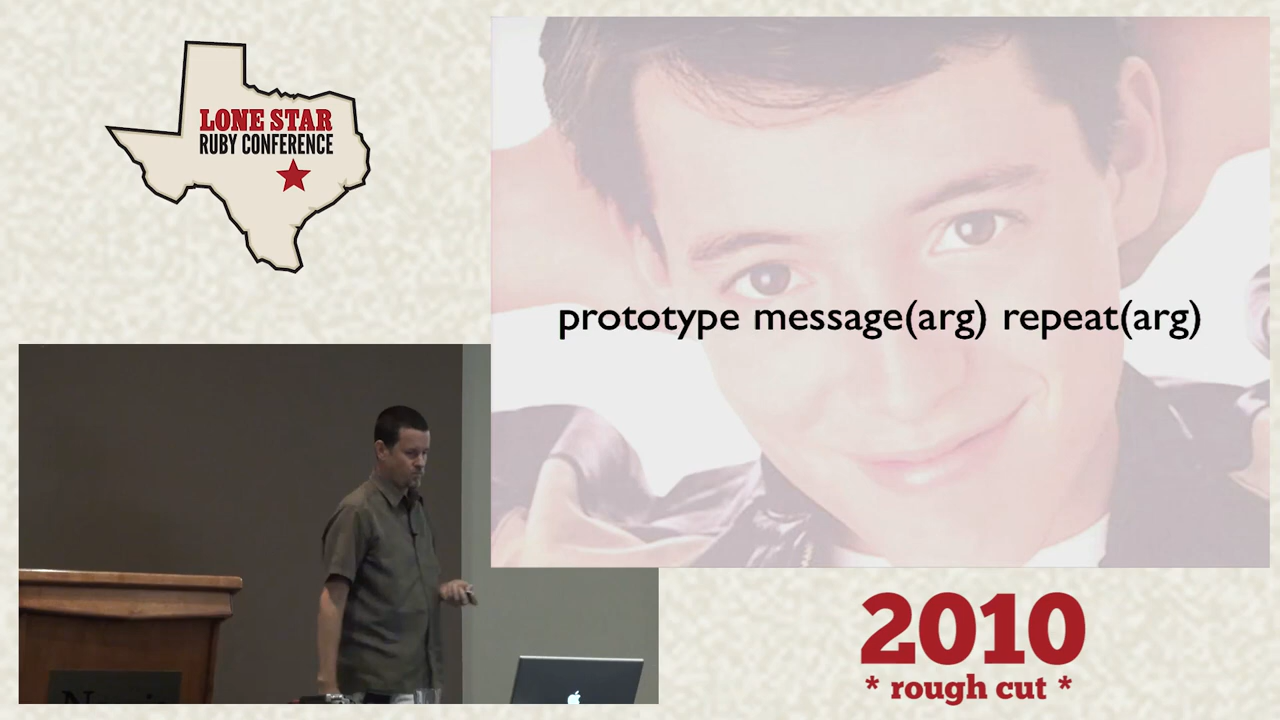 LONE STAR
RUBY CONFERENCE
prototype message(arg) repeat(arg)
2010
* rough cut *